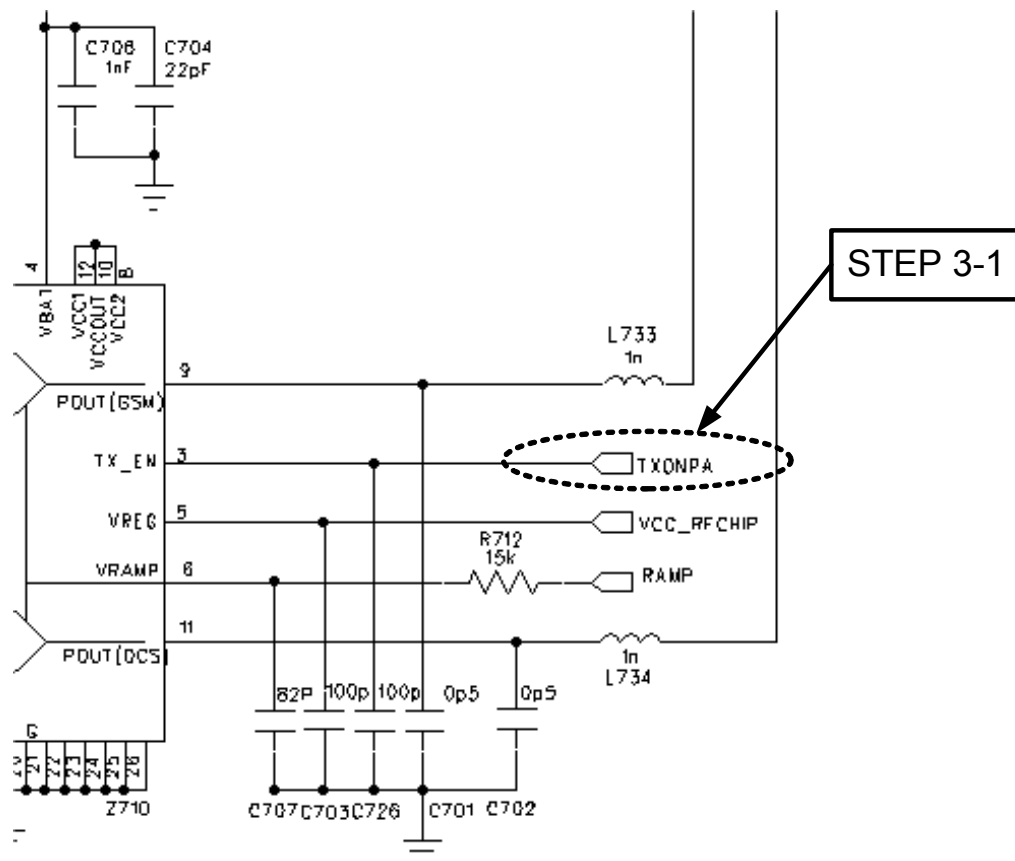 C706 C704
1nF 22pF
4 12 10 8
VBAT VCC1 VCCOUT VCC2
STEP 3-1
L733
1n
9
POUT(GSM)
TX_EN 3 TXONPA
VREG 5 VCC_RFCHIP
R712
15k
VRAMP 6 RAMP
11
POUT(DCS)
1n
L734
82P 100p 100p 0p5 0p5
G
21 22 23 24 25 26
Z710
C707 C703 C726 C701 C702